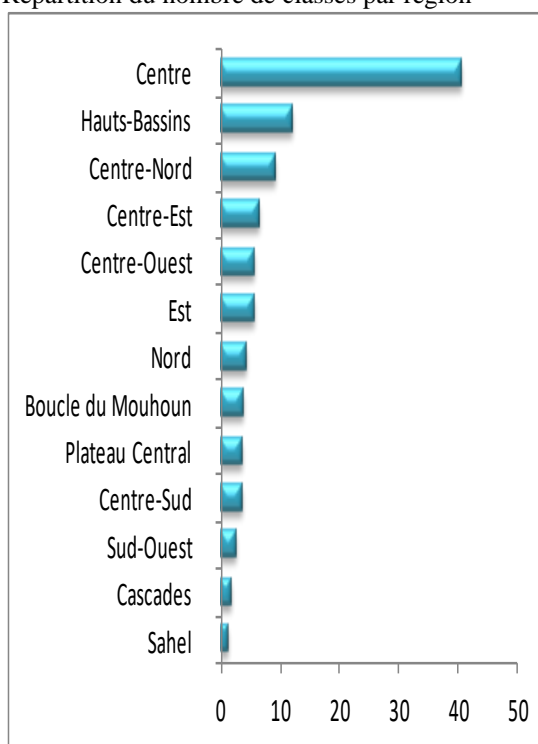 Répartition du nombre de classes par région
Centre
Hauts-Bassins
Centre-Nord
Centre-Est
Centre-Ouest
Est
Nord
Boucle du Mouhoun
Plateau Central
Centre-Sud
Sud-Ouest
Cascades
Sahel
0 10 20 30 40 50